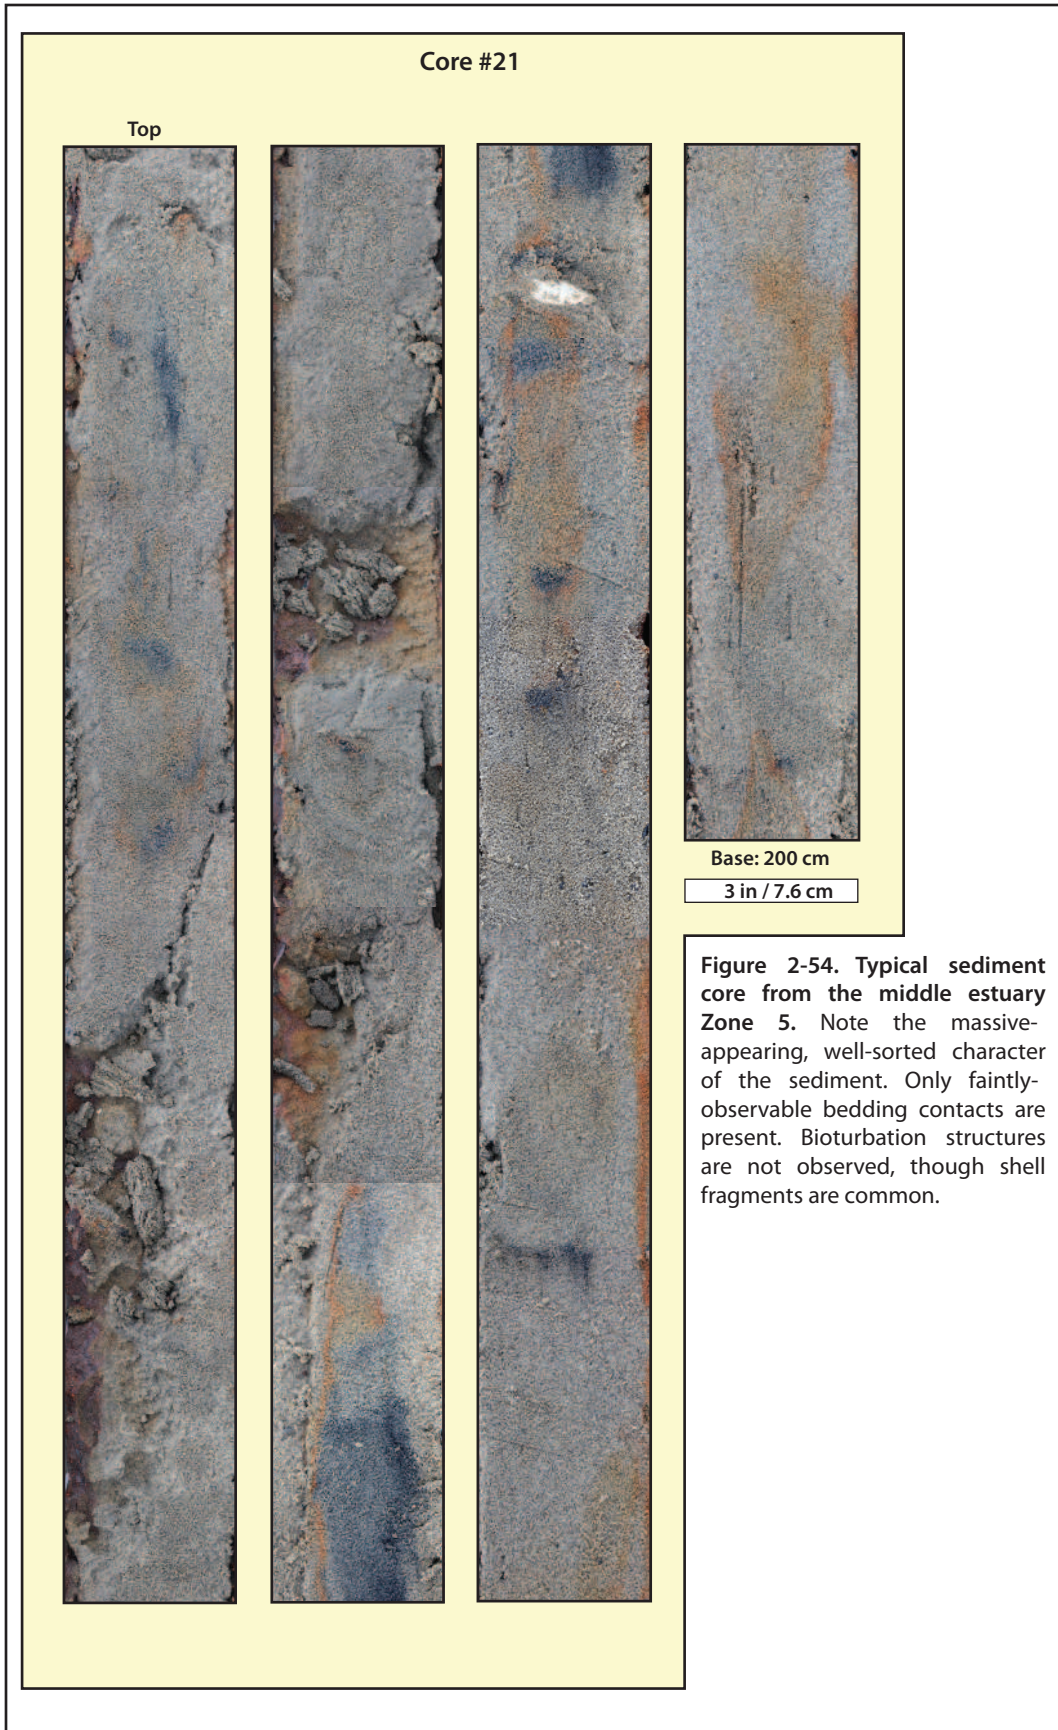 Core #21
Top
Base: 200 cm
3 in / 7.6 cm
Figure 2-54. Typical sediment
core from the middle estuary
Zone 5. Note the massive-
appearing, well-sorted character
of the sediment. Only faintly-
observable bedding contacts are
present. Bioturbation structures
are not observed, though shell
fragments are common.